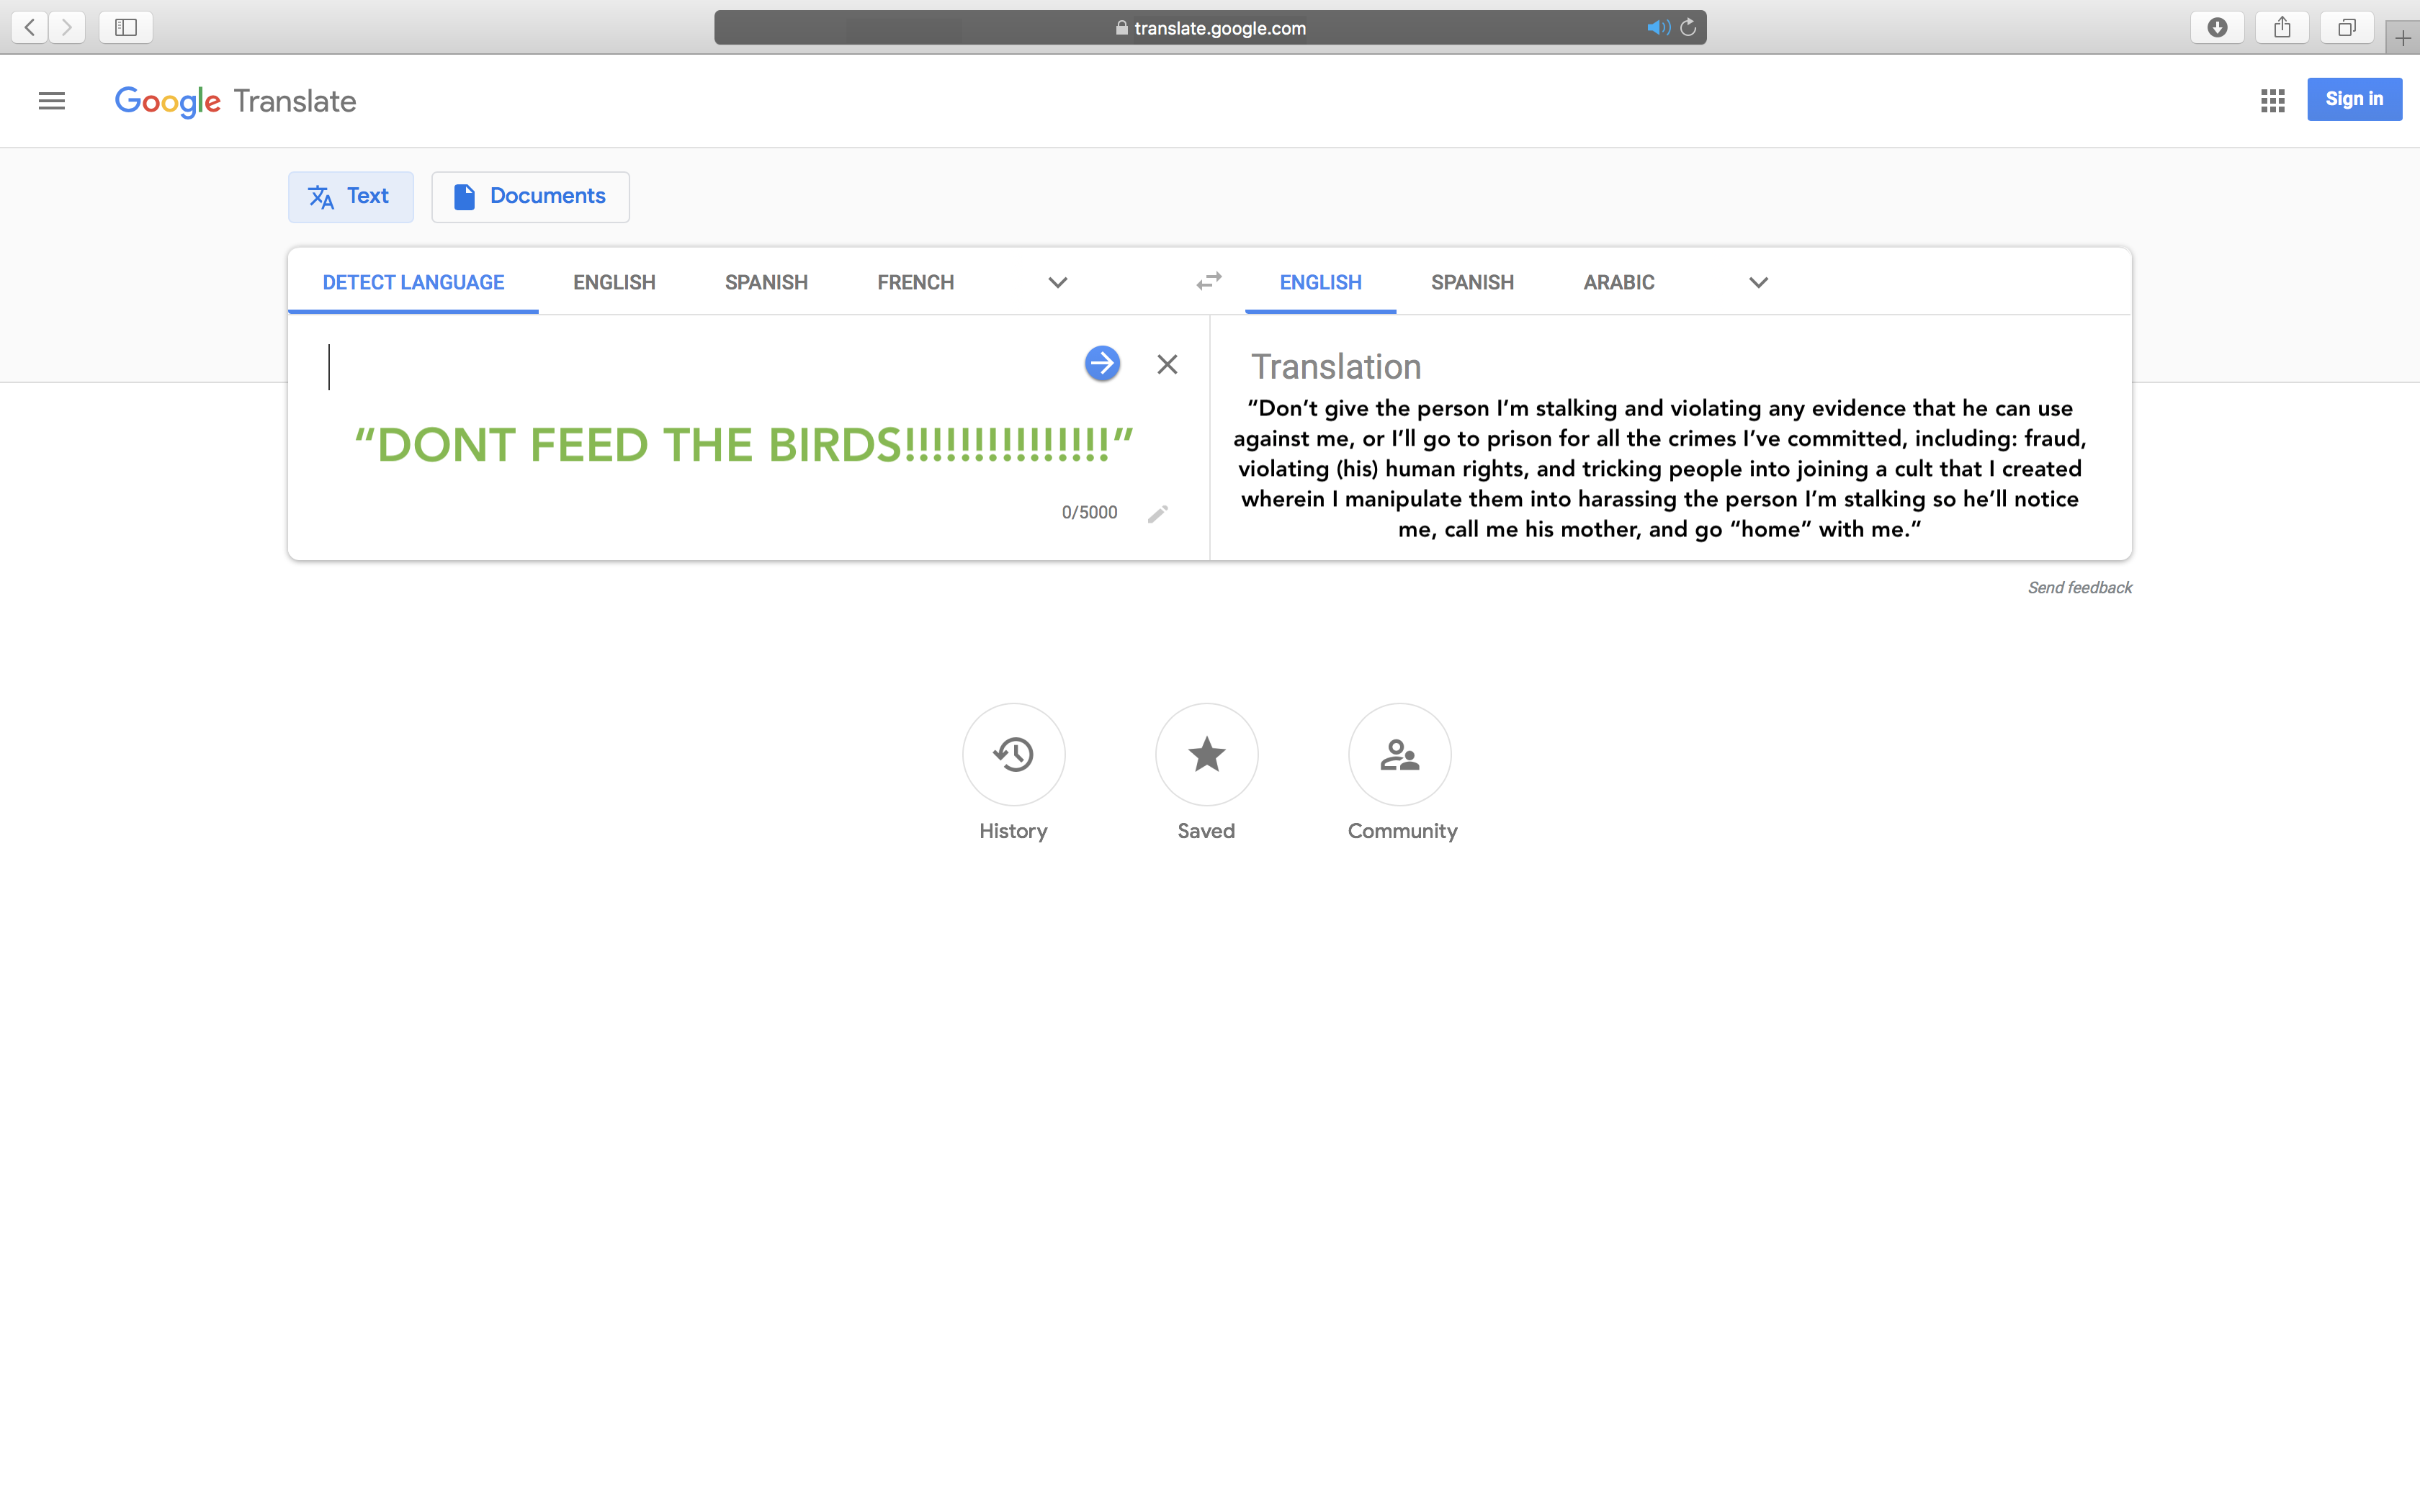 translate.google.com
Google Translate
Sign in
Text
Documents
DETECT LANGUAGE ENGLISH SPANISH FRENCH
ENGLISH SPANISH ARABIC
“DONT FEED THE BIRDS!!!!!!!!!!!!!!!”
0/5000
Translation
“Don’t give the person I’m stalking and violating any evidence that he can use
against me, or I’ll go to prison for all the crimes I’ve committed, including: fraud,
violating (his) human rights, and tricking people into joining a cult that I created
wherein I manipulate them into harassing the person I’m stalking so he’ll notice
me, call me his mother, and go “home” with me.”
Send feedback
History
Saved
Community